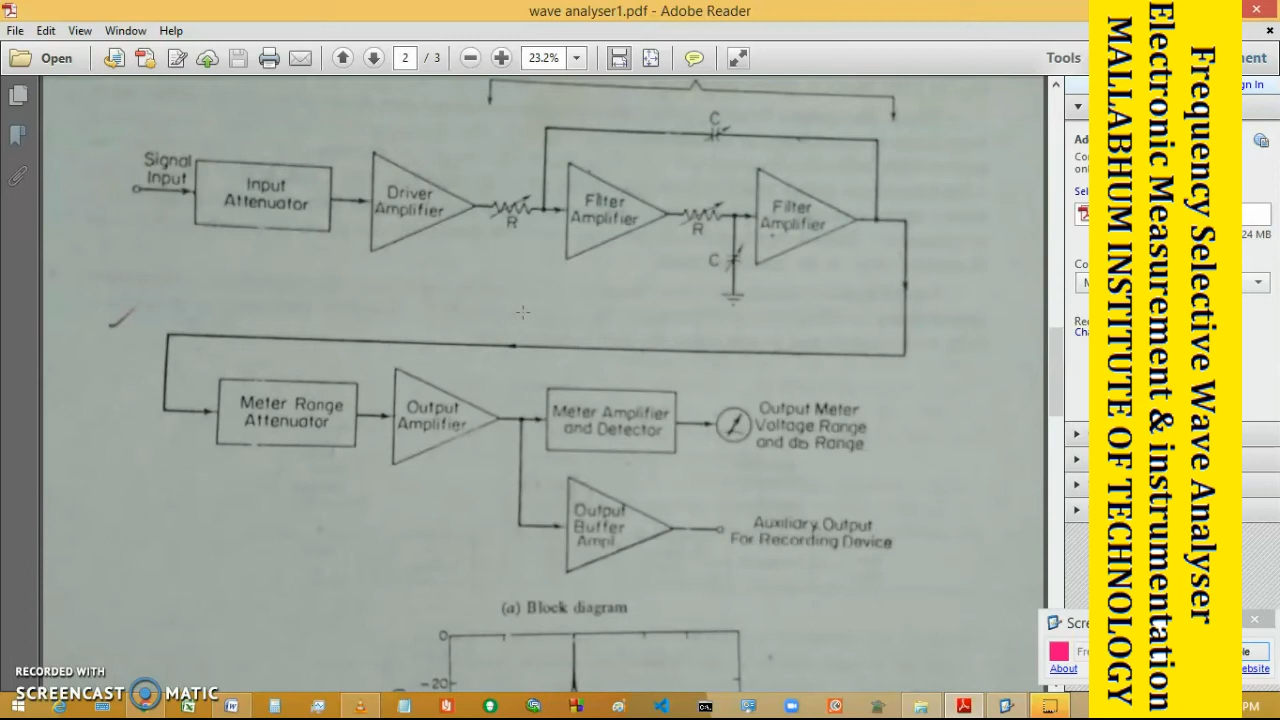 wave analyser1.pdf - Adobe Reader
File Edit View Window Help
Open
2
3
23.2%
Tools
Signal
Input
Input
Attenuator
Driver
Amplifier
R
C
Filter
Amplifier
R
C
Filter
Amplifier
Meter Range
Attenuator
Output
Amplifier
Meter Amplifier
and Detector
Output Meter
Voltage Range
and db Range
Output
Buffer
Ampl
Auxiliary Output
For Recording Device
(a) Block diagram
0
-20
Frequency Selective Wave Analyser
Electronic Measurement & instrumentation
MALLABHUM INSTITUTE OF TECHNOLOGY
About
RECORDED WITH
SCREENCAST MATIC